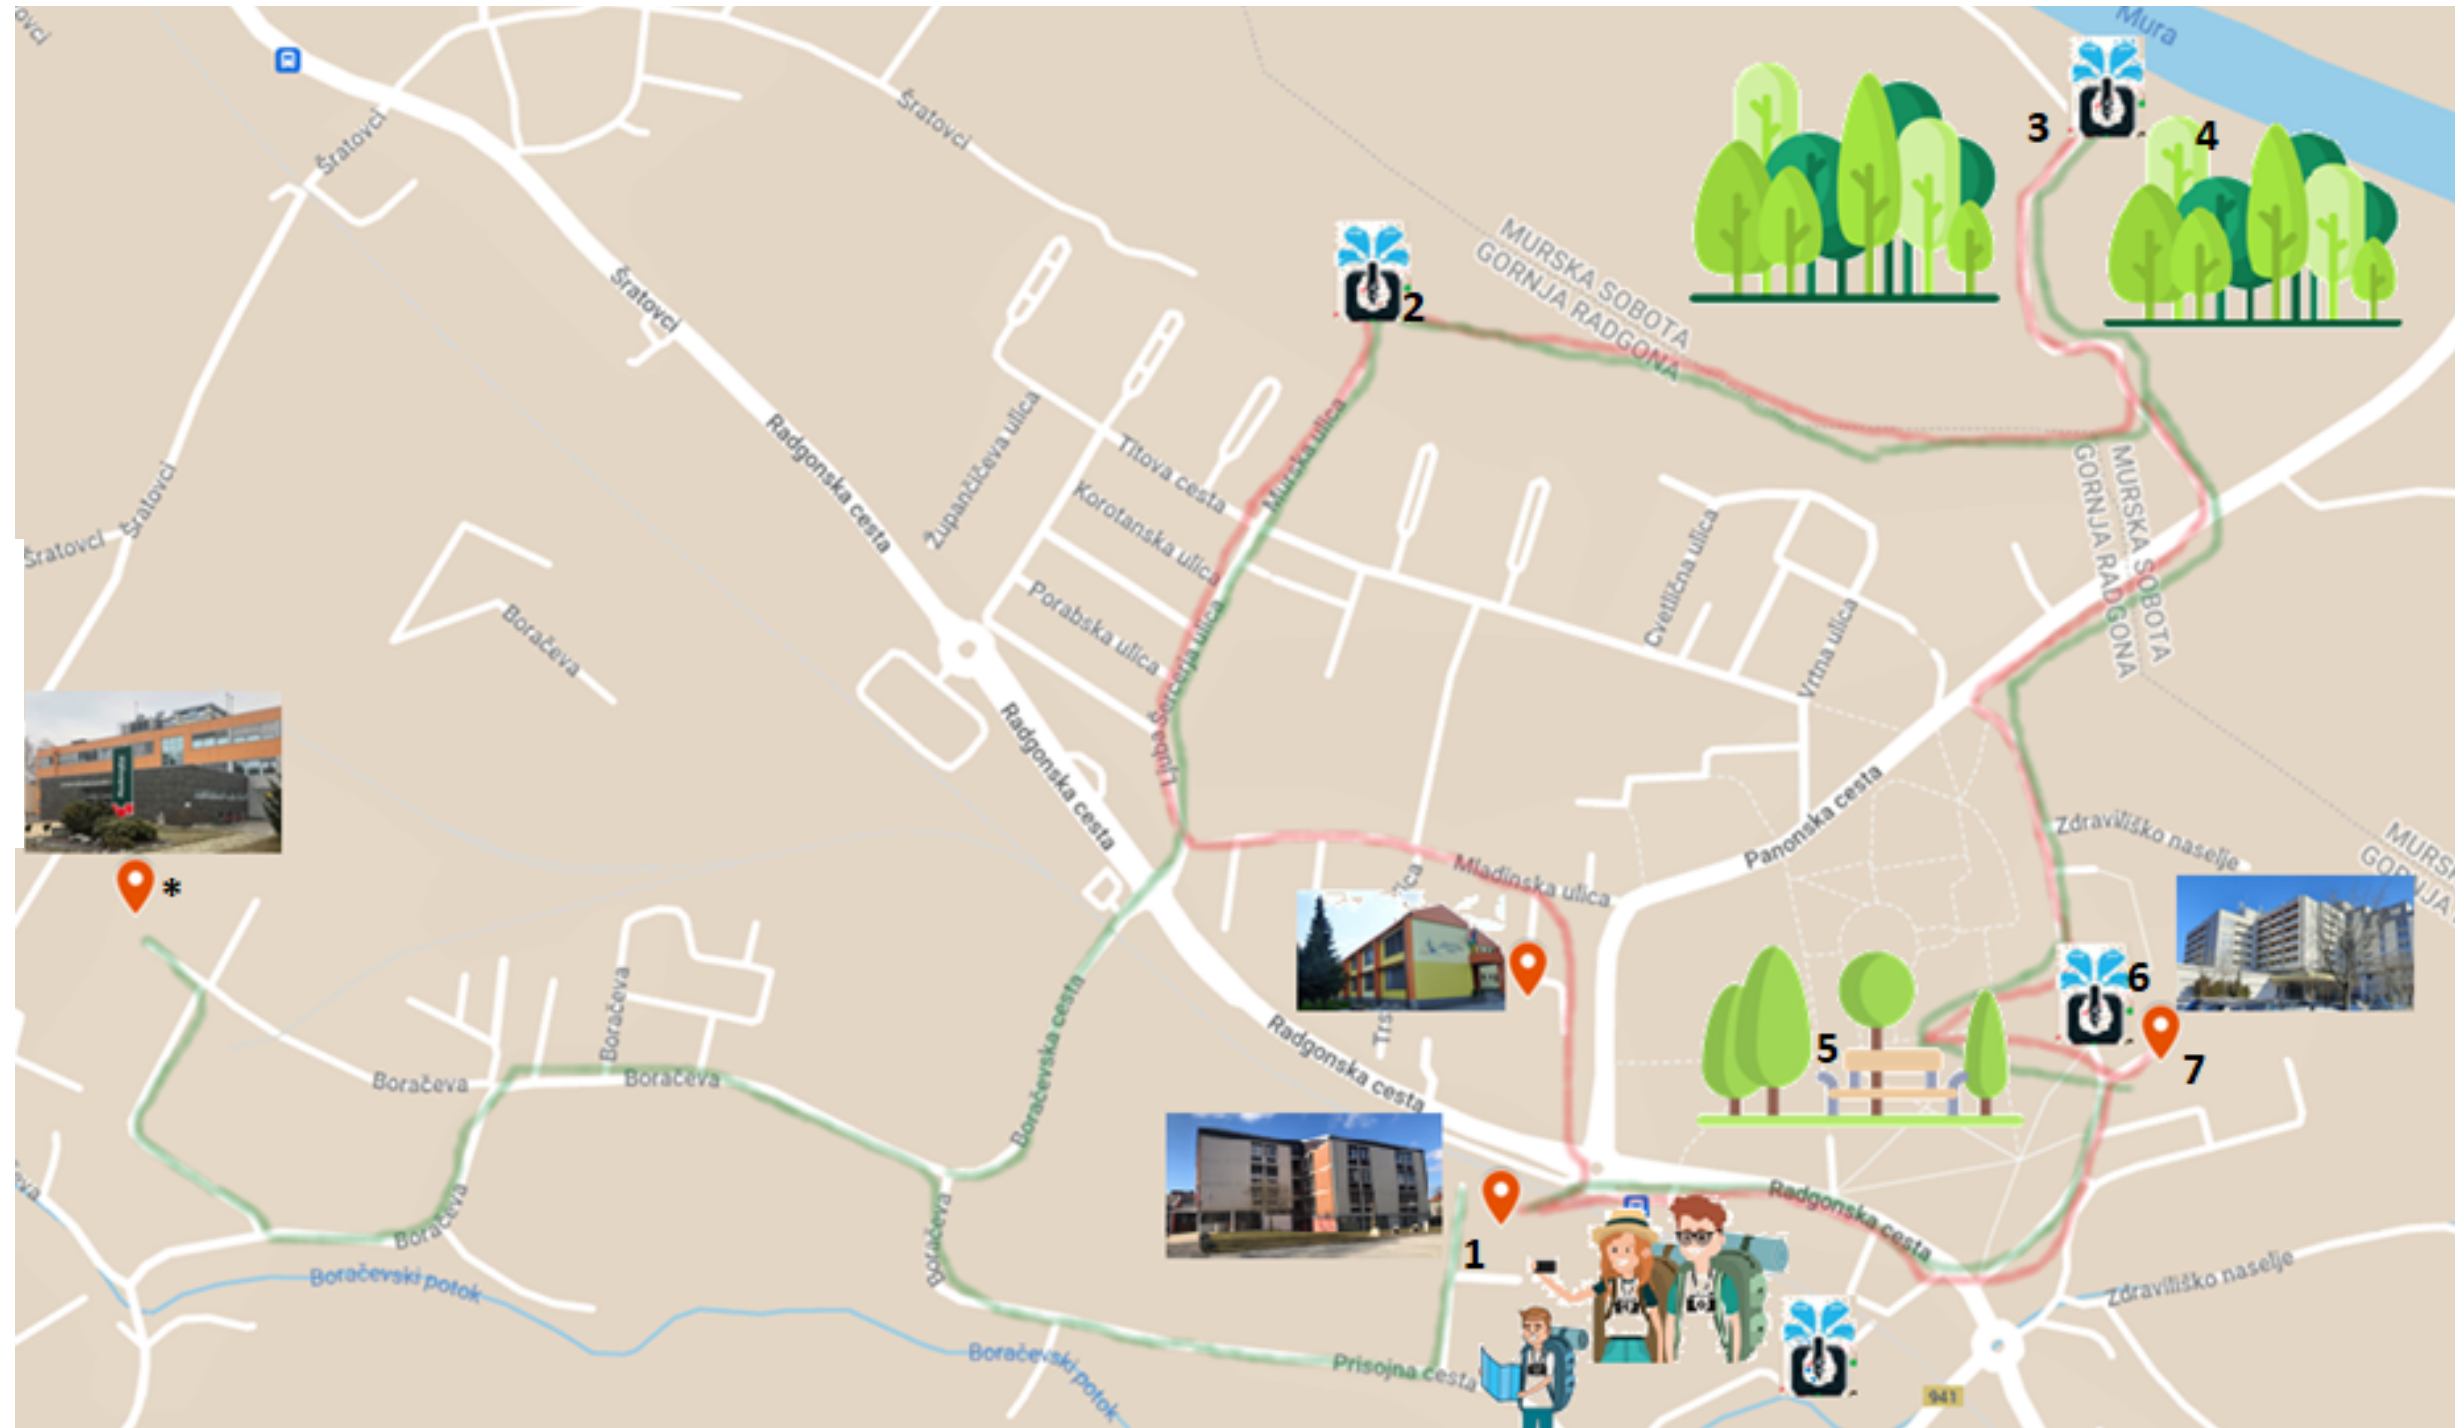 Mura
3
4
Šratovci
Šratovci
MURSKA SOBOTA
GORNJA RADGONA
2
Šratovci
Murska ulica
Županičičeva ulica
Titova cesta
Radgonska cesta
Korotanska ulica
MURSKA SOBOTA
GORNJA RADGONA
Šratovci
Šratovci
Cvetlična ulica
Porabska ulica
Boračeva
Vrtna ulica
Ljuba Šercerja ulica
Radgonska cesta
Panonska cesta
Zdraviliško naselje
Mladinska ulica
*
6
Boračeva
Boračevska cesta
Radgonska cesta
5
7
Boračeva
Boračeva
Boračeva
Boračeva
Radgonska cesta
1
Zdraviliško naselje
Boračevski potok
Boračevski potok
Prisojna cesta
941